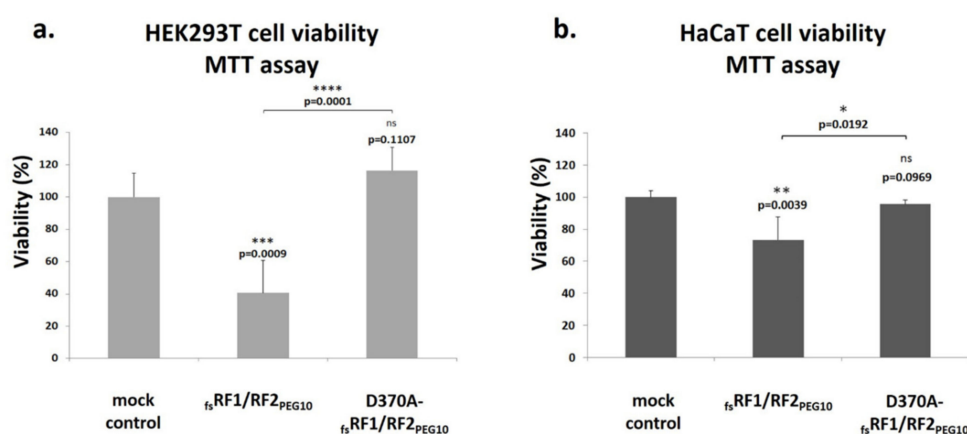 a.
HEK293T cell viability
MTT assay
****
p=0.0001
ns
p=0.1107
***
p=0.0009
Viability (%)
140
120
100
80
60
40
20
0
mock
control
fsRF1/RF2PEG10
D370A-
fsRF1/RF2PEG10
b.
HaCaT cell viability
MTT assay
*
p=0.0192
ns
p=0.0969
**
p=0.0039
Viability (%)
140
120
100
80
60
40
20
0
mock
control
fsRF1/RF2PEG10
D370A-
fsRF1/RF2PEG10